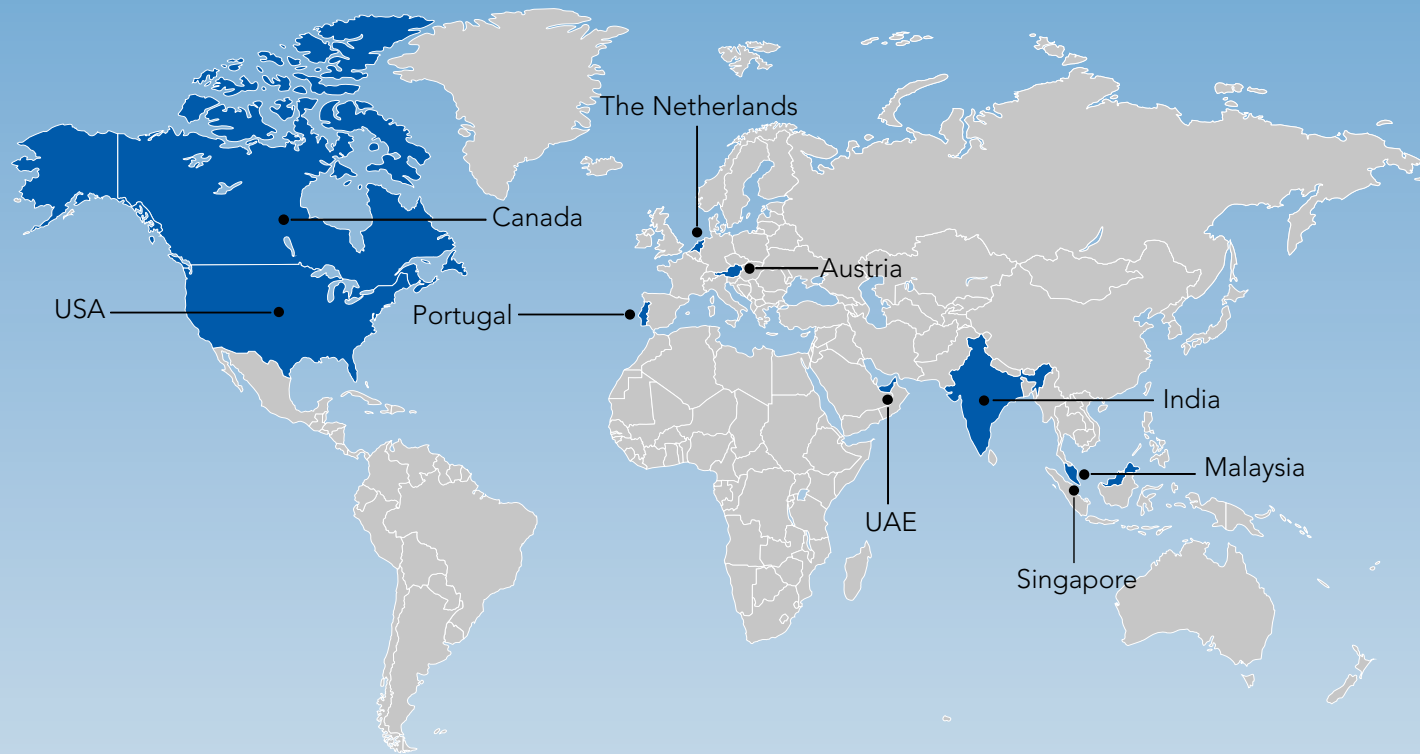 The Netherlands
Canada
Austria
USA
Portugal
India
Malaysia
UAE
Singapore